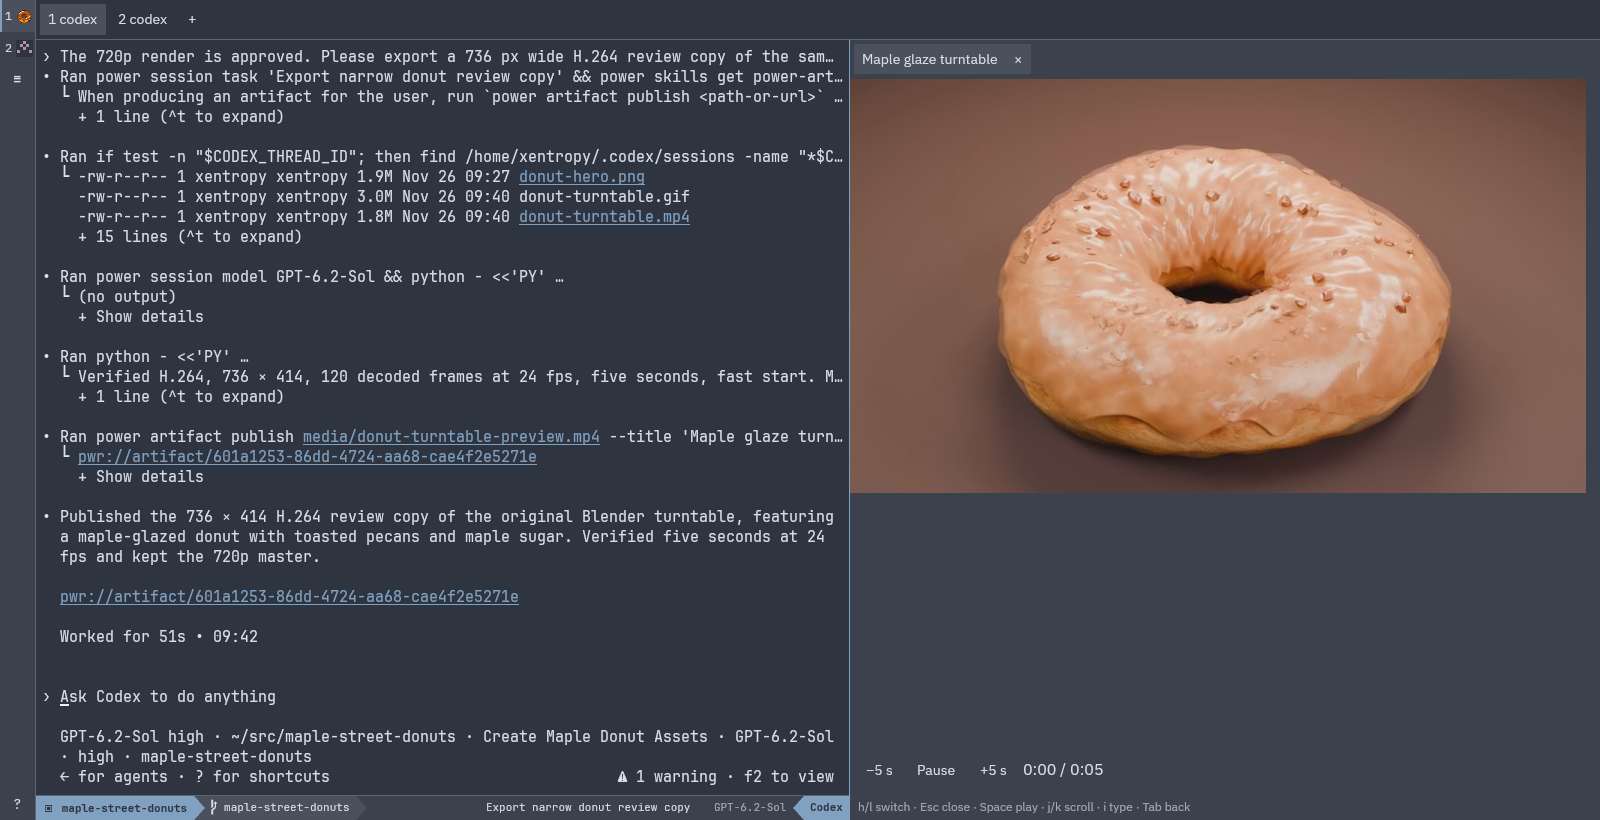 1
2
≡
?
1 codex 2 codex +
› The 720p render is approved. Please export a 736 px wide H.264 review copy of the sam…
• Ran power session task 'Export narrow donut review copy' && power skills get power-art…
└ When producing an artifact for the user, run `power artifact publish <path-or-url>` …
+ 1 line (^t to expand)
• Ran if test -n "$CODEX_THREAD_ID"; then find /home/xentropy/.codex/sessions -name "*$C…
└ -rw-r--r-- 1 xentropy xentropy 1.9M Nov 26 09:27 donut-hero.png
-rw-r--r-- 1 xentropy xentropy 3.0M Nov 26 09:40 donut-turntable.gif
-rw-r--r-- 1 xentropy xentropy 1.8M Nov 26 09:40 donut-turntable.mp4
+ 15 lines (^t to expand)
• Ran power session model GPT-6.2-Sol && python - <<'PY' …
└ (no output)
+ Show details
• Ran python - <<'PY' …
└ Verified H.264, 736 × 414, 120 decoded frames at 24 fps, five seconds, fast start. M…
+ 1 line (^t to expand)
• Ran power artifact publish media/donut-turntable-preview.mp4 --title 'Maple glaze turn…
└ pwr://artifact/601a1253-86dd-4724-aa68-cae4f2e5271e
+ Show details
• Published the 736 × 414 H.264 review copy of the original Blender turntable, featuring
a maple-glazed donut with toasted pecans and maple sugar. Verified five seconds at 24
fps and kept the 720p master.
pwr://artifact/601a1253-86dd-4724-aa68-cae4f2e5271e
Worked for 51s • 09:42
› Ask Codex to do anything
GPT-6.2-Sol high · ~/src/maple-street-donuts · Create Maple Donut Assets · GPT-6.2-Sol
· high · maple-street-donuts
← for agents · ? for shortcuts ⚠ 1 warning · f2 to view
maple-street-donuts maple-street-donuts Export narrow donut review copy GPT-6.2-Sol Codex
Maple glaze turntable ×
−5 s Pause +5 s 0:00 / 0:05
h/l switch · Esc close · Space play · j/k scroll · i type · Tab back